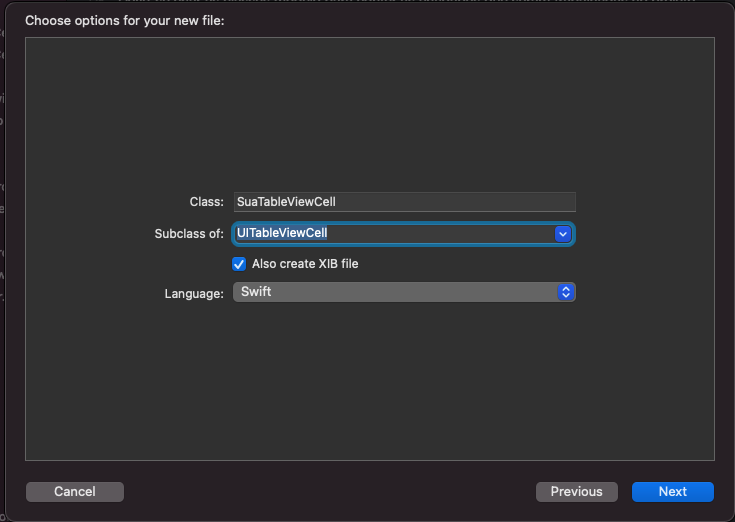 Choose options for your new file:
Class: SuaTableViewCell
Subclass of: UITableViewCell
Also create XIB file
Language: Swift
Cancel Previous Next